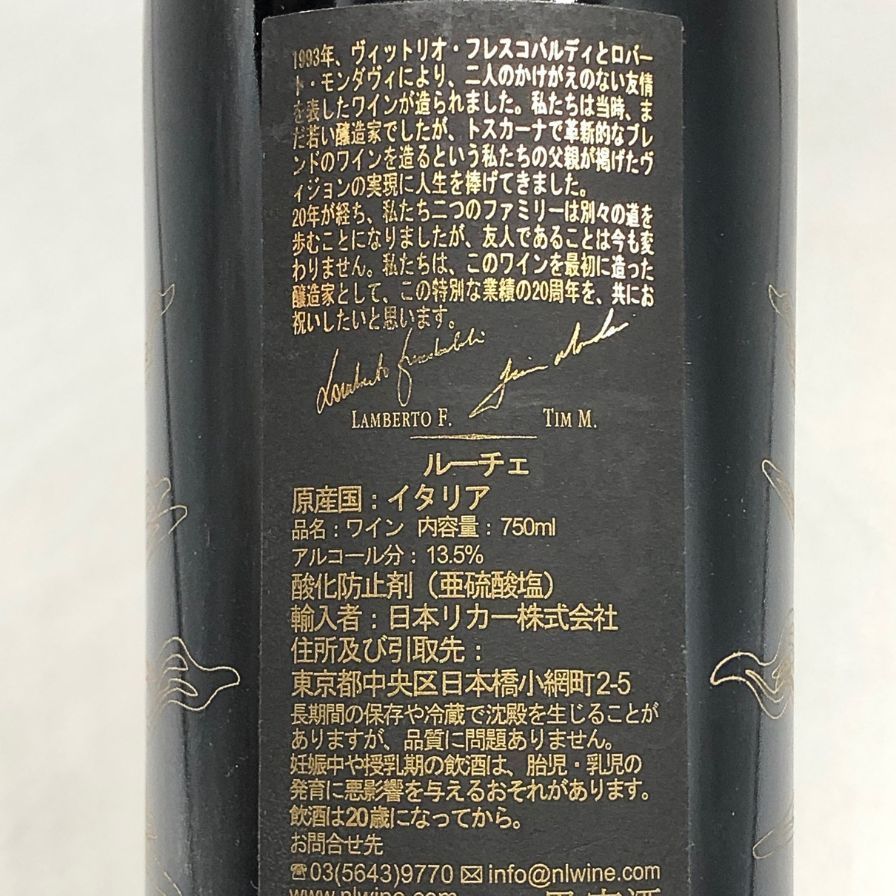 1993年、ヴィットリオ・フレスコバルディとロバー
ト・モンダヴィにより、二人のかけがえのない友情
を表したワインが造られました。私たちは当時、ま
だ若い醸造家でしたが、トスカーナで革新的なブレ
ンドのワインを造るという私たちの父親が掲げたヴ
ィジョンの実現に人生を捧げてきました。
20年が経ち、私たち二つのファミリーは別々の道を
歩むことになりましたが、友人であることは今も変
わりません。私たちは、このワインを最初に造った
醸造家として、この特別な業績の20周年を、共にお
祝いしたいと思います。
LAMBERTO F. TIM M.
ルーチェ
原産国：イタリア
品名：ワイン 内容量：750ml
アルコール分：13.5%
酸化防止剤（亜硫酸塩）
輸入者：日本リカー株式会社
住所及び引取先：
東京都中央区日本橋小網町2-5
長期間の保存や冷蔵で沈殿を生じることが
ありますが、品質に問題ありません。
妊娠中や授乳期の飲酒は、胎児・乳児の
発育に悪影響を与えるおそれがあります。
飲酒は20歳になってから。
お問合せ先
☎03(5643)9770 ✉info@nlwine.com
www.nlwine.com